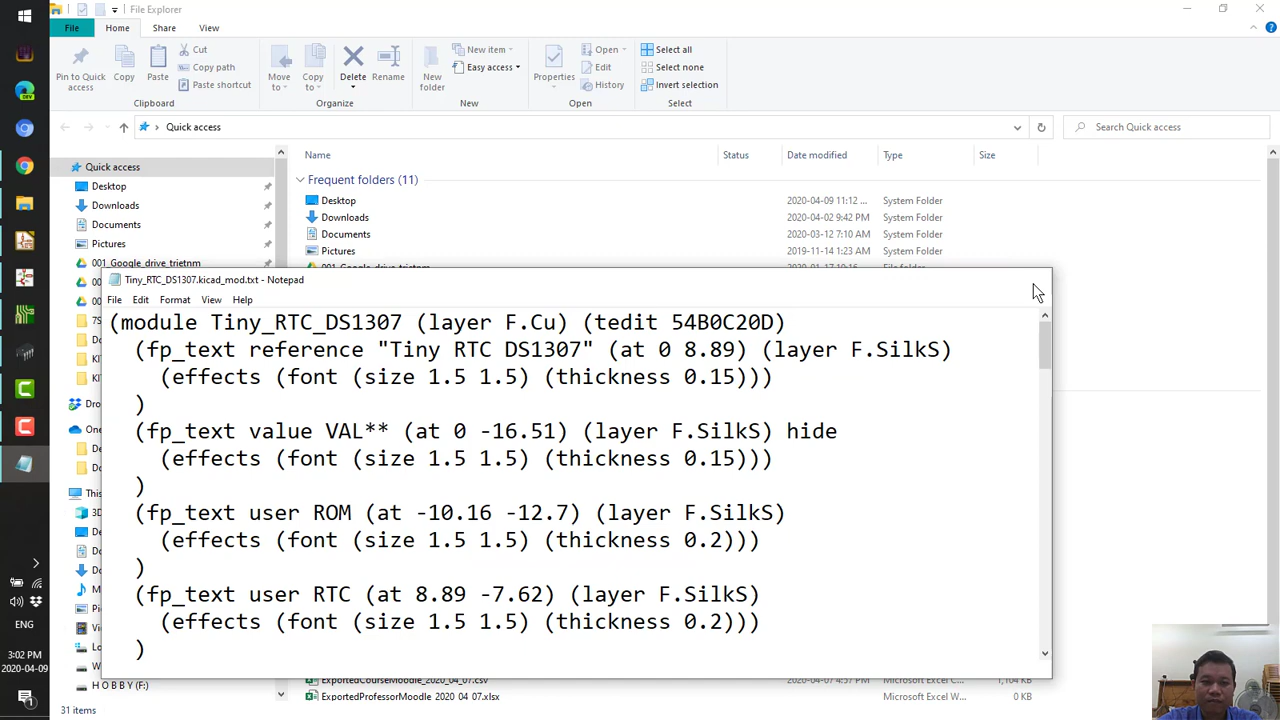 File Explorer
File
Home
Share
View
Pin to Quick access
Copy
Paste
Cut
Copy path
Paste shortcut
Clipboard
Move to
Copy to
Delete
Rename
Organize
New folder
New item
Easy access
New
Properties
Open
Edit
History
Open
Select all
Select none
Invert selection
Select
Quick access
Search Quick access
Quick access
Desktop
Downloads
Documents
Pictures
001_Google_drive_trietnm
Name
Status
Date modified
Type
Size
Frequent folders (11)
Desktop
2020-04-09 11:12 ...
System Folder
Downloads
2020-04-02 9:42 PM
System Folder
Documents
2020-03-12 7:10 AM
System Folder
Pictures
2019-11-14 1:23 AM
System Folder
Tiny_RTC_DS1307.kicad_mod.txt - Notepad
File
Edit
Format
View
Help
(module Tiny_RTC_DS1307 (layer F.Cu) (tedit 54B0C20D)
(fp_text reference "Tiny RTC DS1307" (at 0 8.89) (layer F.SilkS)
(effects (font (size 1.5 1.5) (thickness 0.15)))
)
(fp_text value VAL** (at 0 -16.51) (layer F.SilkS) hide
(effects (font (size 1.5 1.5) (thickness 0.15)))
)
(fp_text user ROM (at -10.16 -12.7) (layer F.SilkS)
(effects (font (size 1.5 1.5) (thickness 0.2)))
)
(fp_text user RTC (at 8.89 -7.62) (layer F.SilkS)
(effects (font (size 1.5 1.5) (thickness 0.2)))
)
H O B B Y (F:)
ExportedProfessorMoodle_2020_04_07.xlsx
Microsoft Excel W...
0 KB
31 items
ENG
3:02 PM
2020-04-09